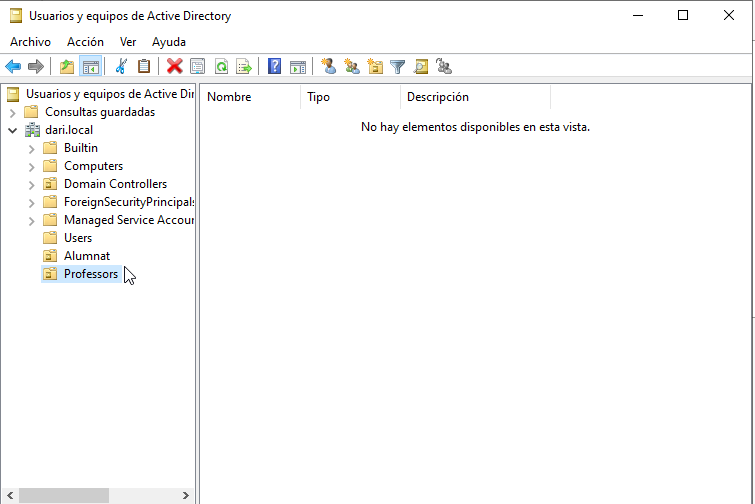 Usuarios y equipos de Active Directory
Archivo Acción Ver Ayuda
Usuarios y equipos de Active Dir
Consultas guardadas
dari.local
Builtin
Computers
Domain Controllers
ForeignSecurityPrincipals
Managed Service Accour
Users
Alumnat
Professors
Nombre Tipo Descripción
No hay elementos disponibles en esta vista.